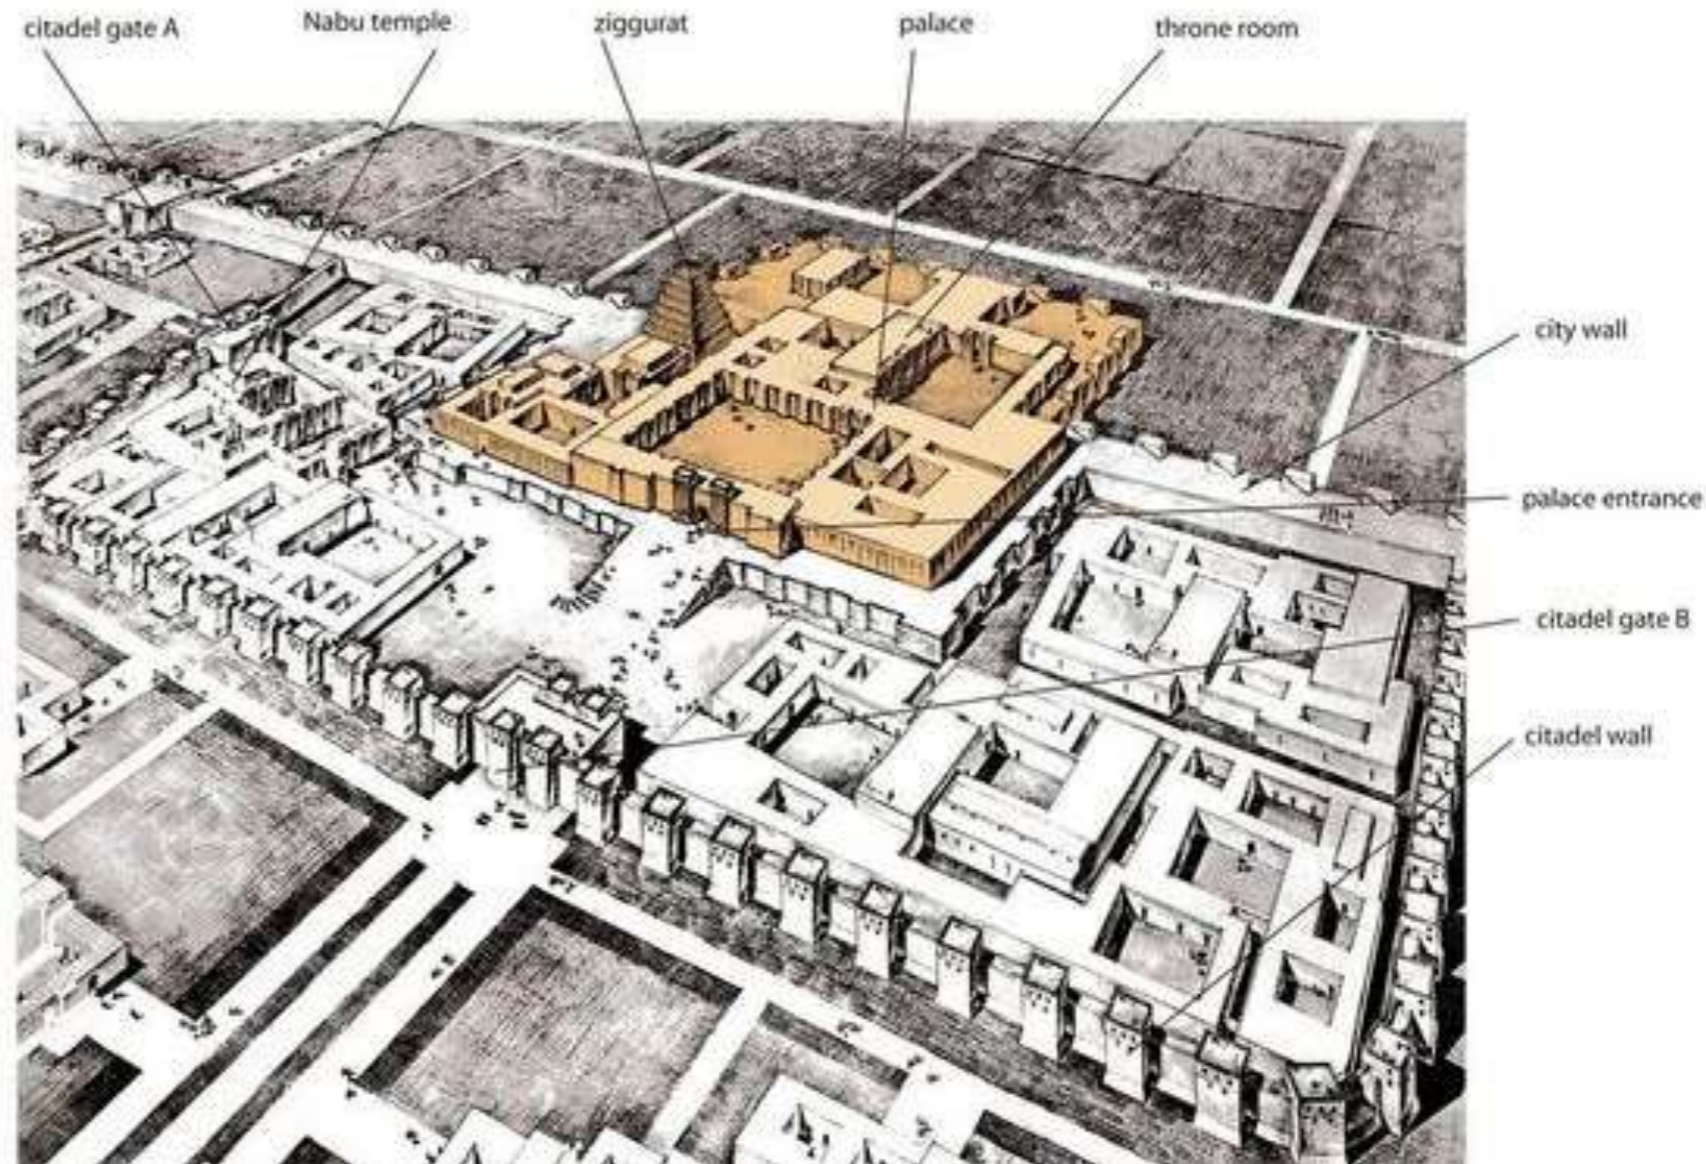 citadel gate A
Nabu temple
ziggurat
palace
throne room
city wall
palace entrance
citadel gate B
citadel wall